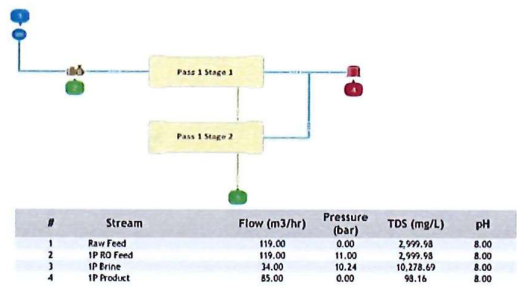 Pass 1 Stage 1
Pass 1 Stage 2
# Stream Flow (m3/hr) Pressure (bar) TDS (mg/L) pH
1 Raw Feed 119.00 0.00 2,999.98 8.00
2 1P RO Feed 119.00 11.00 2,999.98 8.00
3 1P Brine 34.00 10.24 10,278.69 8.00
4 1P Product 85.00 0.00 98.16 8.00